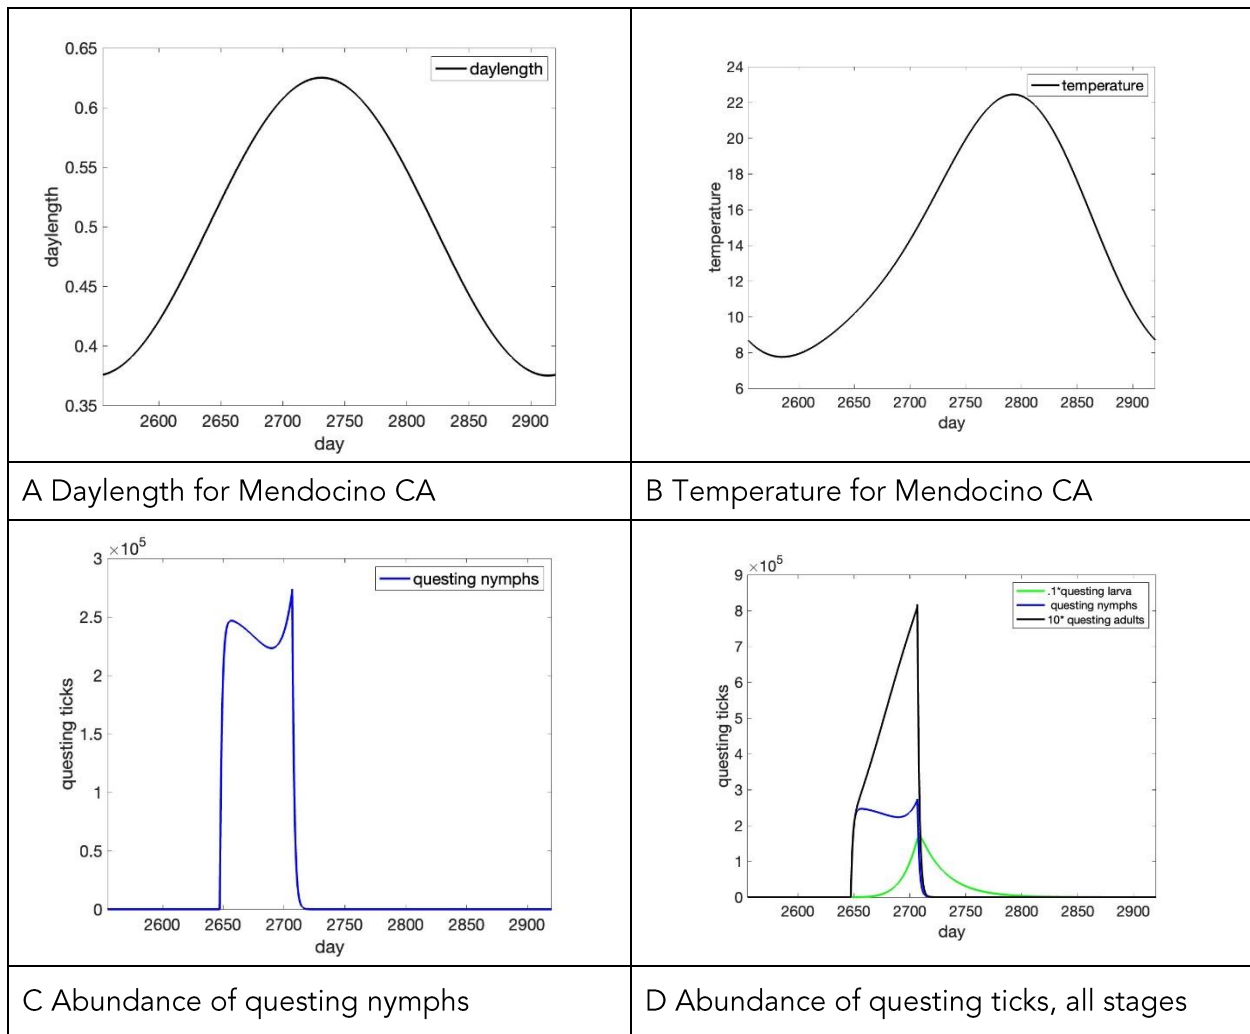 0.65
0.6
0.55
0.5
0.45
0.4
0.35
daylength
daylength
2600 2650 2700 2750 2800 2850 2900
day
24
22
20
18
16
14
12
10
8
6
temperature
temperature
2600 2650 2700 2750 2800 2850 2900
day
A Daylength for Mendocino CA
B Temperature for Mendocino CA
×10⁵
3
2.5
2
1.5
1
0.5
0
questing ticks
questing nymphs
2600 2650 2700 2750 2800 2850 2900
day
×10⁵
9
8
7
6
5
4
3
2
1
0
questing ticks
.1*questing larva
questing nymphs
10* questing adults
2600 2650 2700 2750 2800 2850 2900
day
C Abundance of questing nymphs
D Abundance of questing ticks, all stages